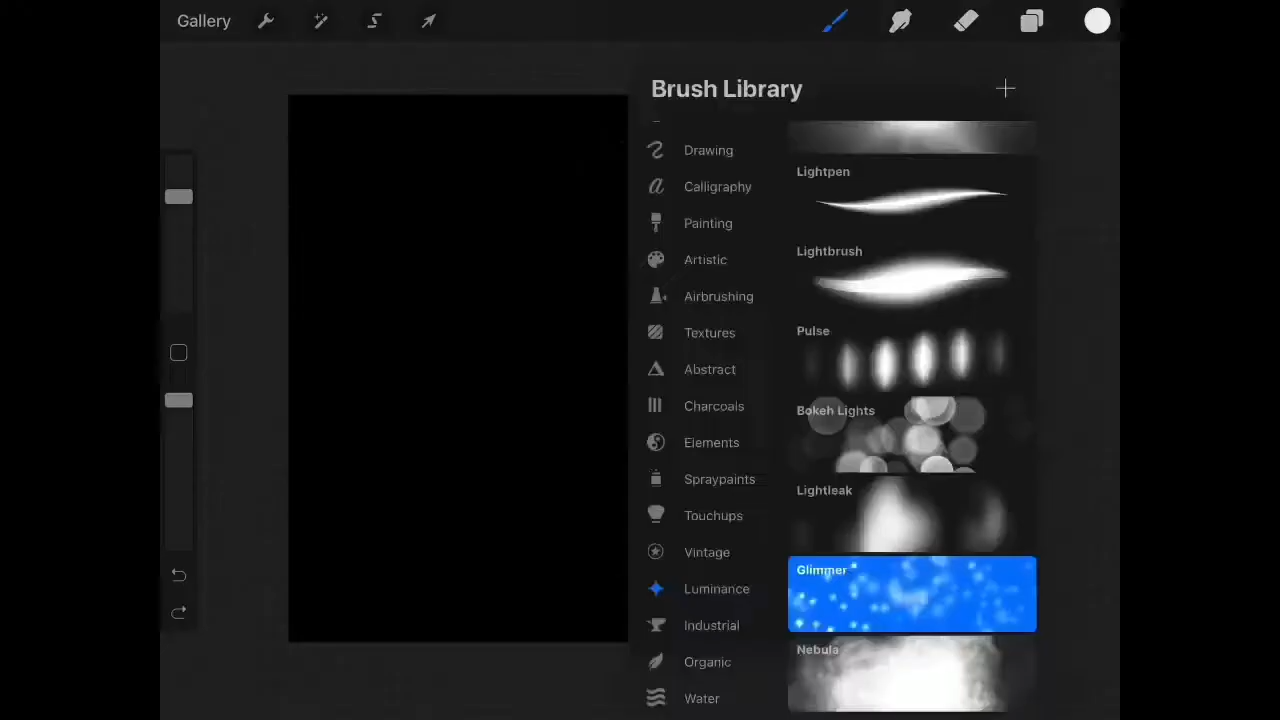 Gallery
Brush Library
Drawing
Calligraphy
Painting
Artistic
Airbrushing
Textures
Abstract
Charcoals
Elements
Spraypaints
Touchups
Vintage
Luminance
Industrial
Organic
Water
Lightpen
Lightbrush
Pulse
Bokeh Lights
Lightleak
Glimmer
Nebula